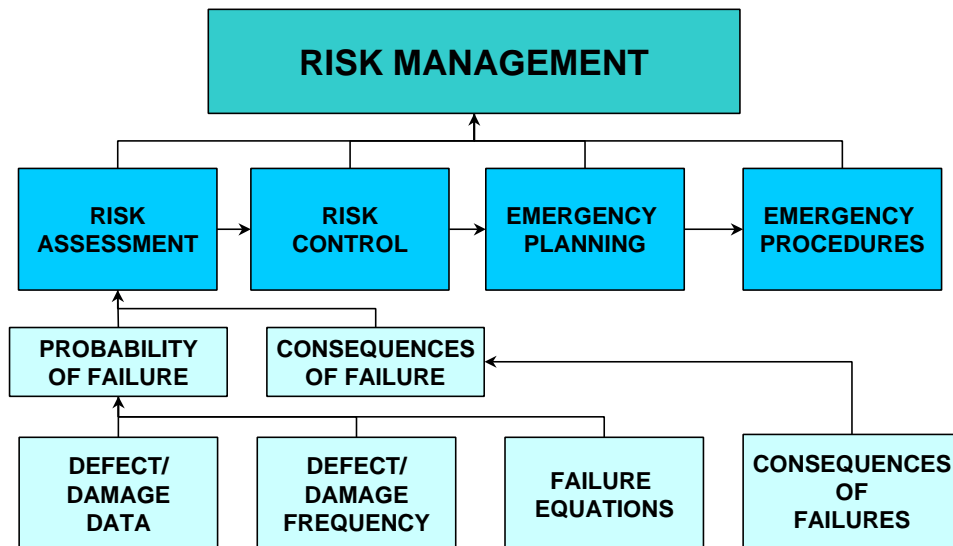 RISK MANAGEMENT
RISK
ASSESSMENT
RISK
CONTROL
EMERGENCY
PLANNING
EMERGENCY
PROCEDURES
PROBABILITY
OF FAILURE
CONSEQUENCES
OF FAILURE
DEFECT/
DAMAGE
DATA
DEFECT/
DAMAGE
FREQUENCY
FAILURE
EQUATIONS
CONSEQUENCES
OF
FAILURES